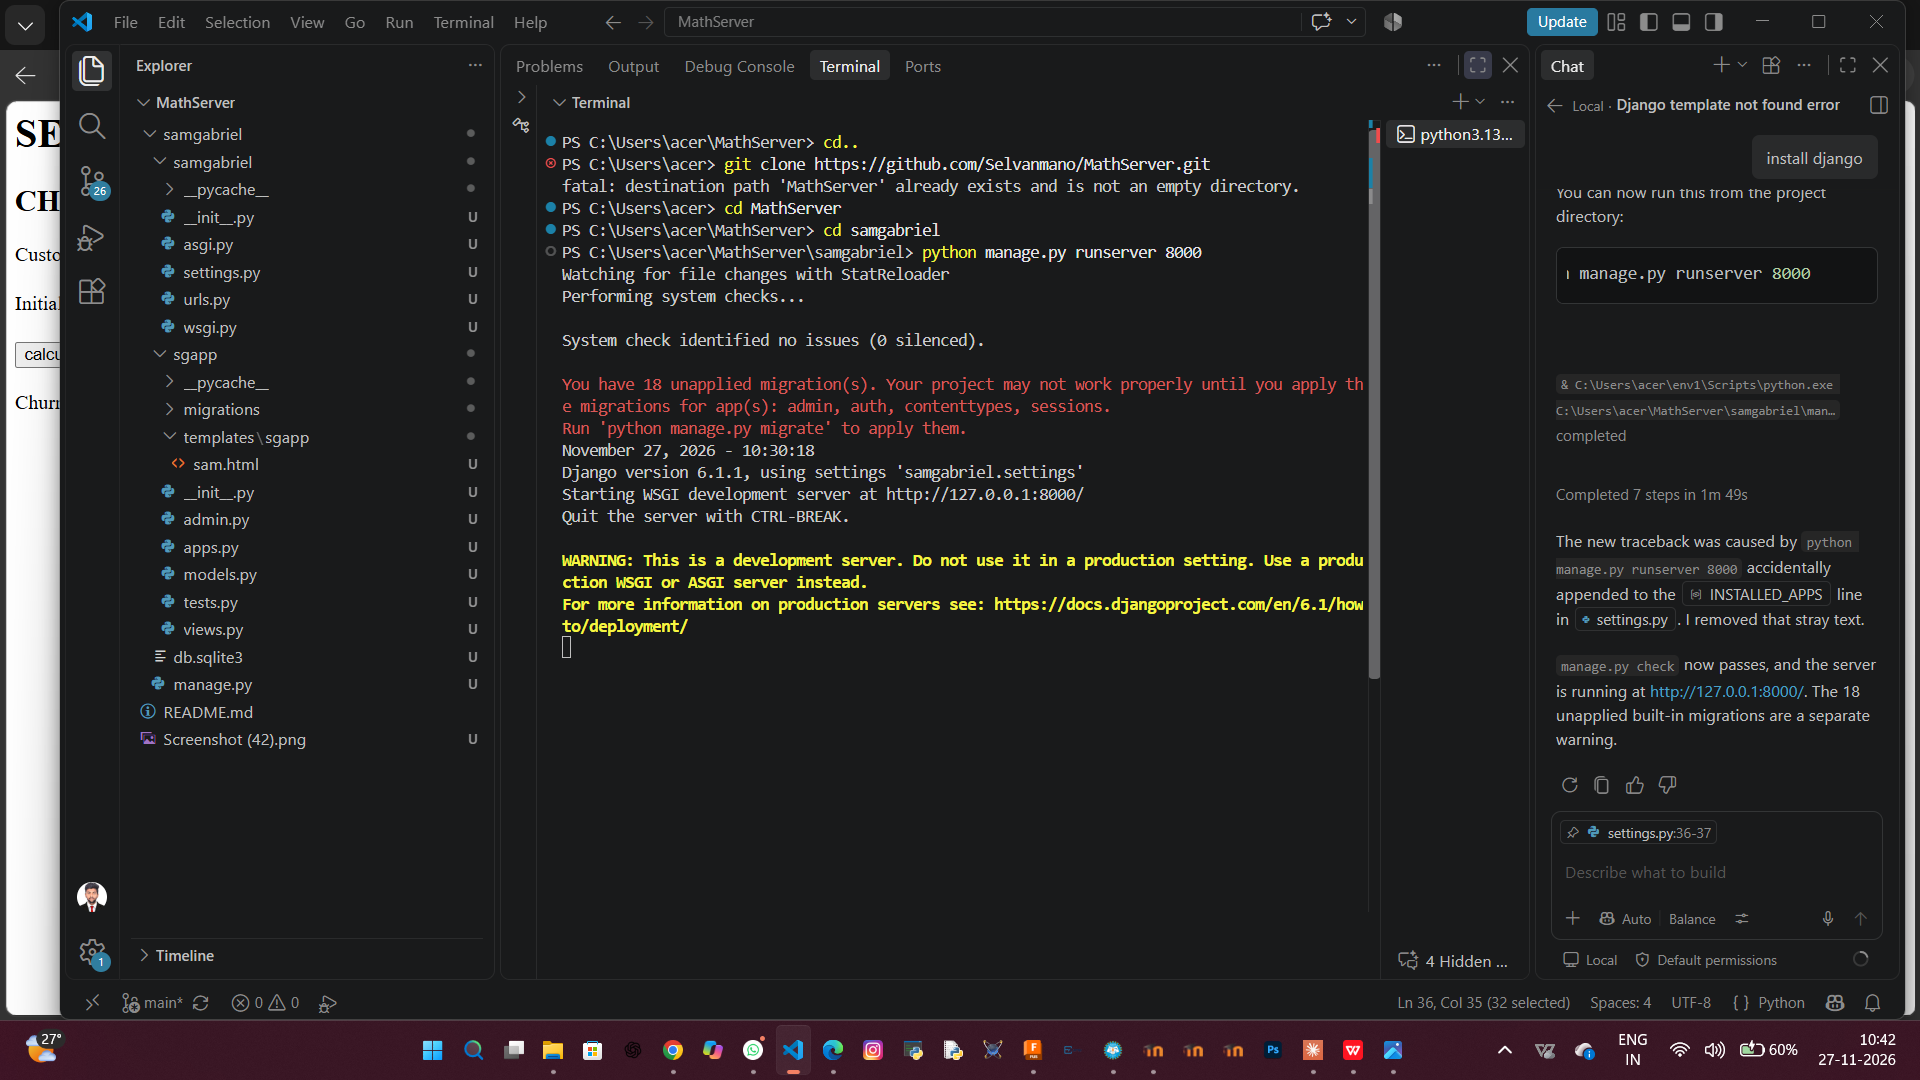 File Edit Selection View Go Run Terminal Help
MathServer
Update
SE
CH
Custo
Initial
calcu
Churn
Explorer
MathServer
samgabriel
samgabriel
__pycache__
__init__.py U
asgi.py U
settings.py U
urls.py U
wsgi.py U
sgapp
__pycache__
migrations
templates\sgapp
sam.html U
__init__.py U
admin.py U
apps.py U
models.py U
tests.py U
views.py U
db.sqlite3 U
manage.py U
README.md
Screenshot (42).png U
Timeline
26
1
Problems Output Debug Console Terminal Ports
Terminal
PS C:\Users\acer\MathServer> cd..
PS C:\Users\acer> git clone https://github.com/Selvanmano/MathServer.git
fatal: destination path 'MathServer' already exists and is not an empty directory.
PS C:\Users\acer> cd MathServer
PS C:\Users\acer\MathServer> cd samgabriel
PS C:\Users\acer\MathServer\samgabriel> python manage.py runserver 8000
Watching for file changes with StatReloader
Performing system checks...
System check identified no issues (0 silenced).
You have 18 unapplied migration(s). Your project may not work properly until you apply th
e migrations for app(s): admin, auth, contenttypes, sessions.
Run 'python manage.py migrate' to apply them.
November 27, 2026 - 10:30:18
Django version 6.1.1, using settings 'samgabriel.settings'
Starting WSGI development server at http://127.0.0.1:8000/
Quit the server with CTRL-BREAK.
WARNING: This is a development server. Do not use it in a production setting. Use a produ
ction WSGI or ASGI server instead.
For more information on production servers see: https://docs.djangoproject.com/en/6.1/how
to/deployment/
python3.13...
4 Hidden ...
Chat
Local · Django template not found error
install django
You can now run this from the project
directory:
manage.py runserver 8000
& C:\Users\acer\env1\Scripts\python.exe
C:\Users\acer\MathServer\samgabriel\man…
completed
Completed 7 steps in 1m 49s
The new traceback was caused by python
manage.py runserver 8000 accidentally
appended to the INSTALLED_APPS line
in settings.py. I removed that stray text.
manage.py check now passes, and the server
is running at http://127.0.0.1:8000/. The 18
unapplied built-in migrations are a separate
warning.
settings.py:36-37
Describe what to build
Auto Balance
Local Default permissions
main* 0 0
Ln 36, Col 35 (32 selected) Spaces: 4 UTF-8 { } Python
27°
ENG
IN
60%
10:42
27-11-2026